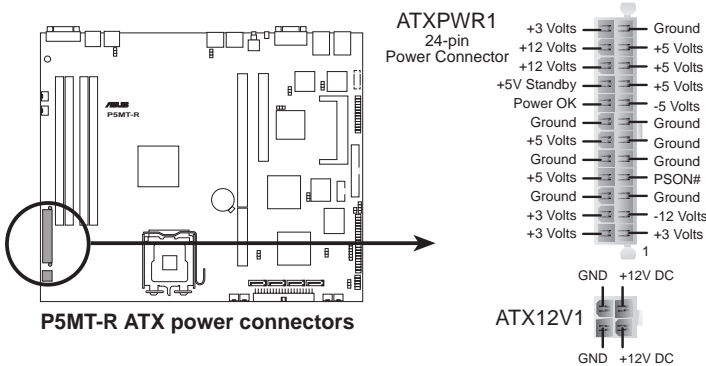 ATXPWR1
24-pin
Power Connector
+3 Volts Ground
+12 Volts +5 Volts
+12 Volts +5 Volts
+5V Standby +5 Volts
Power OK -5 Volts
Ground Ground
+5 Volts Ground
Ground Ground
+5 Volts PSON#
Ground Ground
+3 Volts -12 Volts
+3 Volts +3 Volts
1
ASUS
P5MT-R
GND +12V DC
ATX12V1
GND +12V DC
P5MT-R ATX power connectors